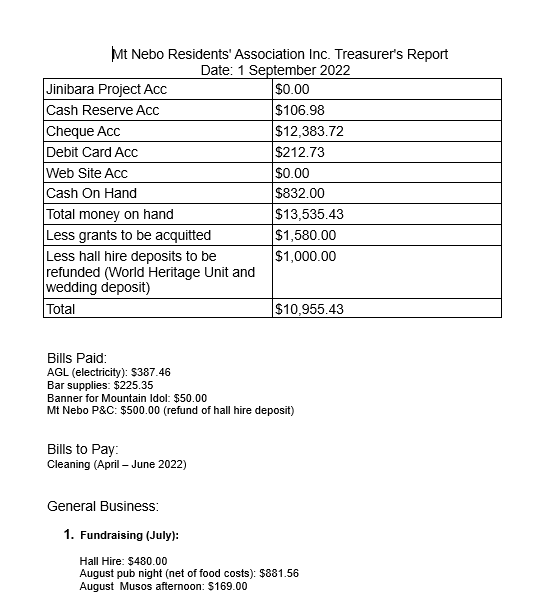 Mt Nebo Residents' Association Inc. Treasurer's Report
Date: 1 September 2022
Jinibara Project Acc $0.00
Cash Reserve Acc $106.98
Cheque Acc $12,383.72
Debit Card Acc $212.73
Web Site Acc $0.00
Cash On Hand $832.00
Total money on hand $13,535.43
Less grants to be acquitted $1,580.00
Less hall hire deposits to be $1,000.00
refunded (World Heritage Unit and
wedding deposit)
Total $10,955.43
Bills Paid:
AGL (electricity): $387.46
Bar supplies: $225.35
Banner for Mountain Idol: $50.00
Mt Nebo P&C: $500.00 (refund of hall hire deposit)
Bills to Pay:
Cleaning (April – June 2022)
General Business:
1. Fundraising (July):
Hall Hire: $480.00
August pub night (net of food costs): $881.56
August Musos afternoon: $169.00